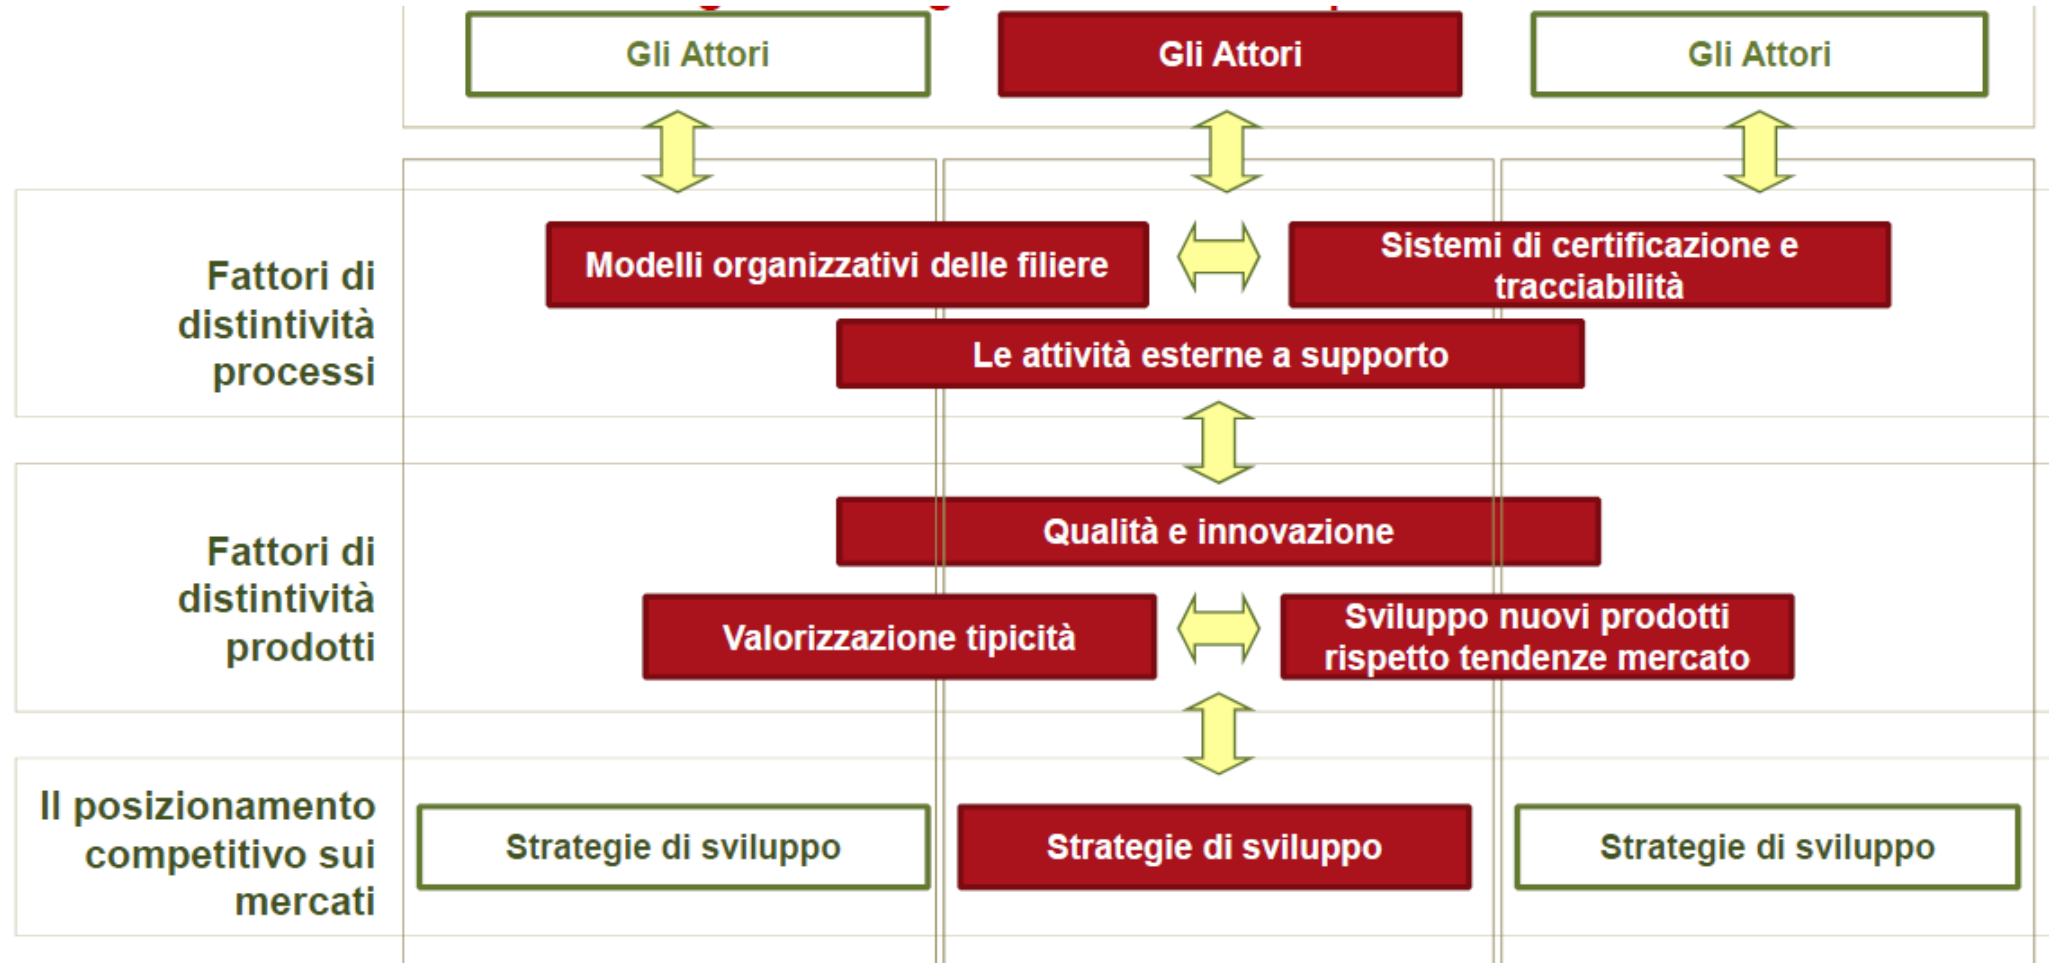 Gli Attori
Gli Attori
Gli Attori
Fattori di
distintività
processi
Modelli organizzativi delle filiere
Sistemi di certificazione e
tracciabilità
Le attività esterne a supporto
Fattori di
distintività
prodotti
Qualità e innovazione
Valorizzazione tipicità
Sviluppo nuovi prodotti
rispetto tendenze mercato
Il posizionamento
competitivo sui
mercati
Strategie di sviluppo
Strategie di sviluppo
Strategie di sviluppo